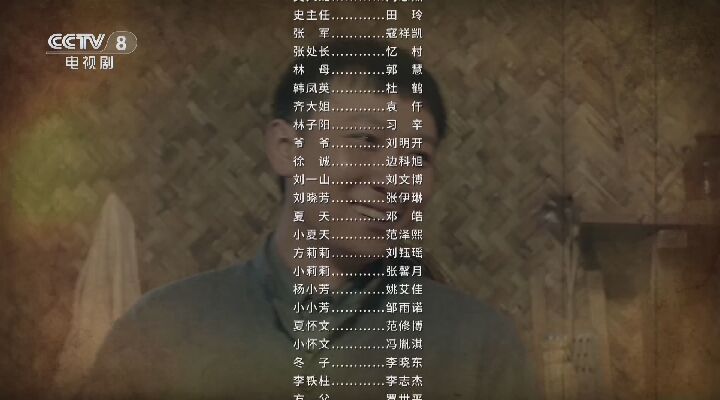 CCTV 8
电视剧
史主任............田 玲
张 军............寇祥凯
张处长............忆 村
林 母............郭 慧
韩凤英............杜 鹤
齐大姐............袁 仟
林子阳............习 辛
爷 爷............刘明开
徐 诚............边科旭
刘一山............刘文博
刘晓芳............张伊琳
夏 天............邓 皓
小夏天............范泽熙
方莉莉............刘钰瑶
小莉莉............张馨月
杨小芳............姚艾佳
小小芳............邹雨诺
夏怀文............范修博
小怀文............冯胤淇
冬 子............李晓东
李铁柱............李志杰